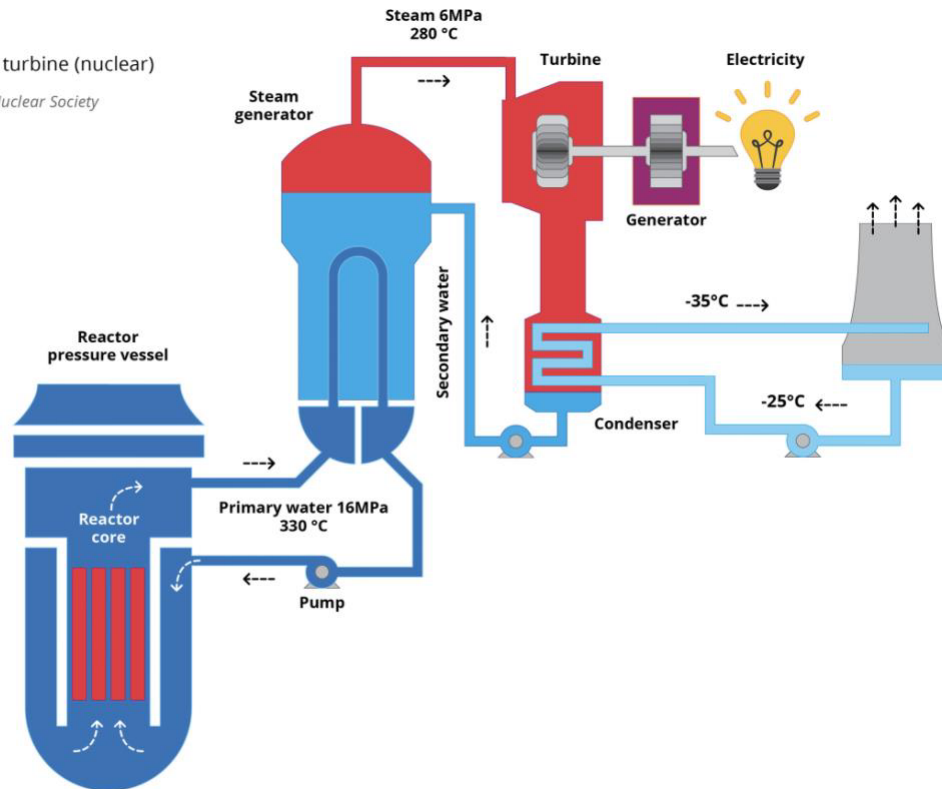 turbine (nuclear)
Nuclear Society
Steam 6MPa
280 °C
Turbine
Electricity
Steam
generator
Generator
Secondary water
-35°C
-25°C
Condenser
Reactor
pressure vessel
Primary water 16MPa
330 °C
Reactor
core
Pump